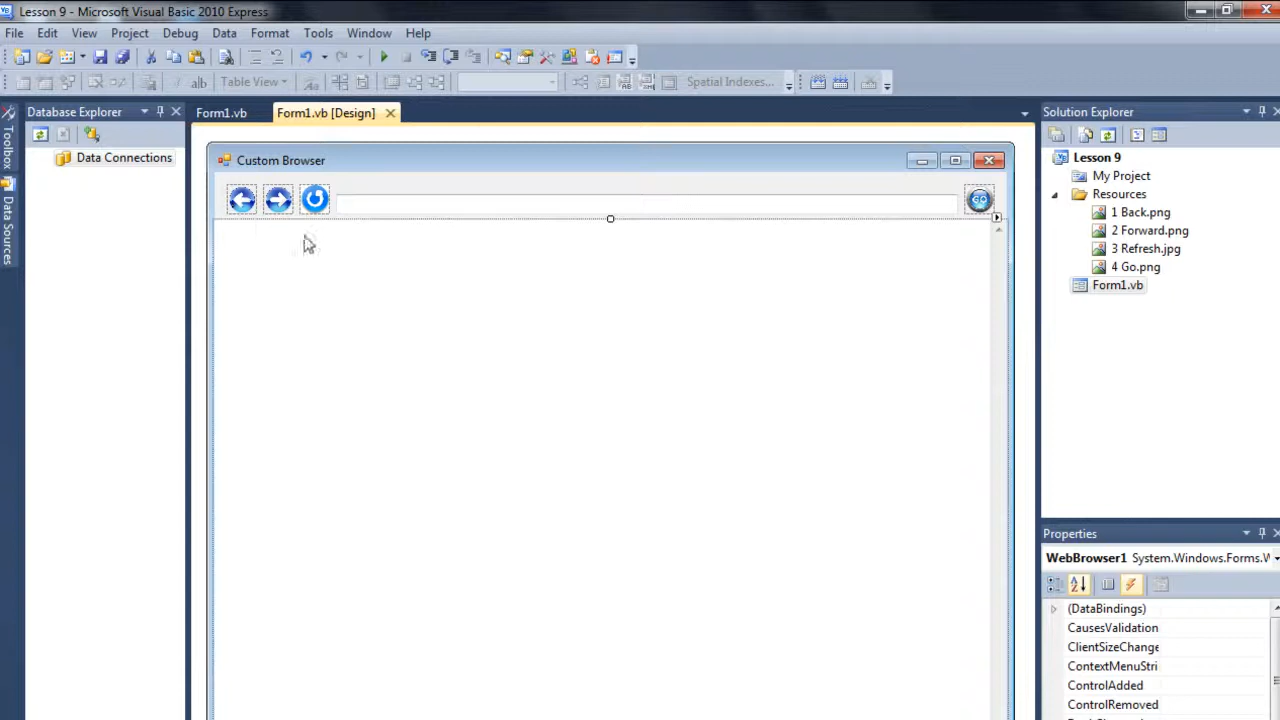 Lesson 9 - Microsoft Visual Basic 2010 Express
File Edit View Project Debug Data Format Tools Window Help
ab Table View Spatial Indexes...
Database Explorer
Form1.vb Form1.vb [Design]
Solution Explorer
Toolbox
Data Sources
Data Connections
Custom Browser
GO
Lesson 9
My Project
Resources
1 Back.png
2 Forward.png
3 Refresh.jpg
4 Go.png
Form1.vb
Properties
WebBrowser1 System.Windows.Forms.W
(DataBindings)
CausesValidation
ClientSizeChange
ContextMenuStri
ControlAdded
ControlRemoved